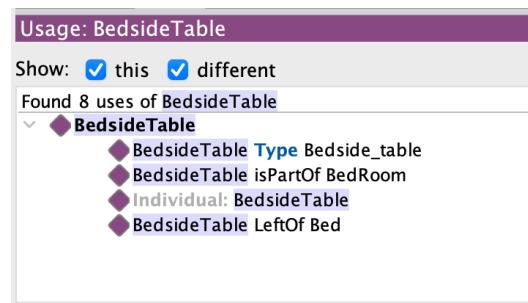 Usage: BedsideTable
Show: this different
Found 8 uses of BedsideTable
BedsideTable
BedsideTable Type Bedside_table
BedsideTable isPartOf BedRoom
Individual: BedsideTable
BedsideTable LeftOf Bed